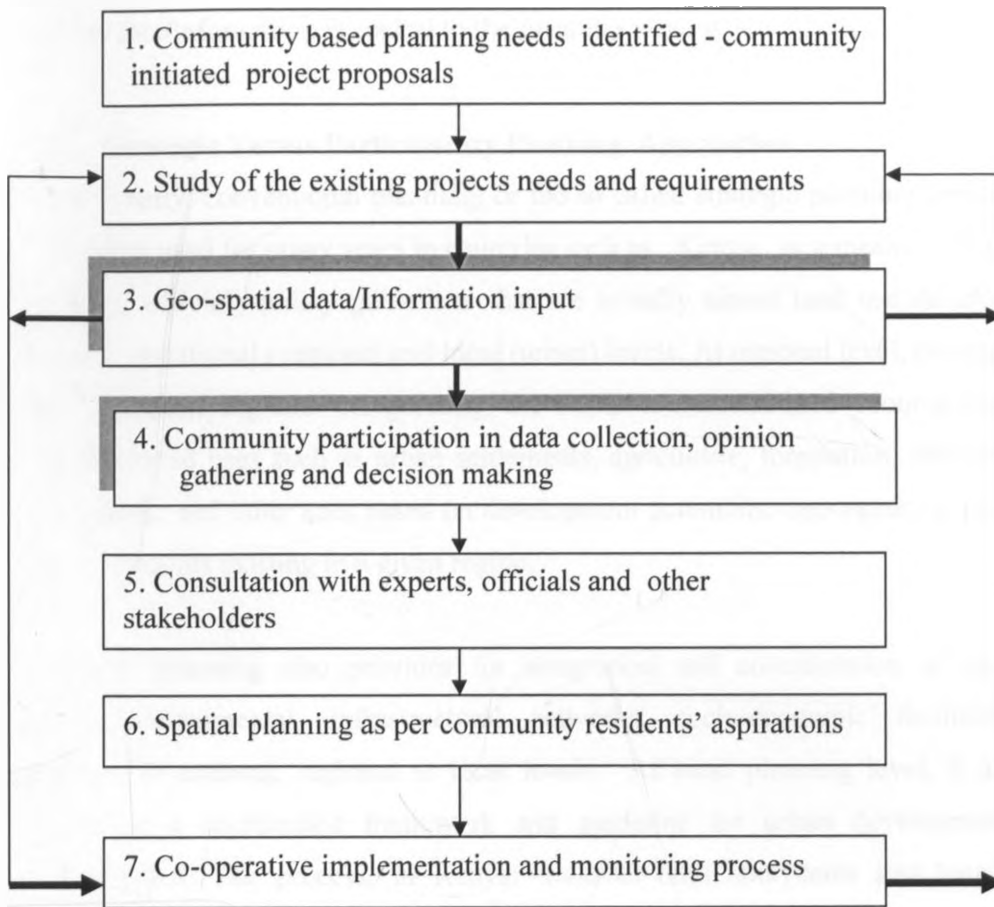 1. Community based planning needs identified - community
initiated project proposals
2. Study of the existing projects needs and requirements
3. Geo-spatial data/Information input
4. Community participation in data collection, opinion
gathering and decision making
5. Consultation with experts, officials and other
stakeholders
6. Spatial planning as per community residents' aspirations
7. Co-operative implementation and monitoring process